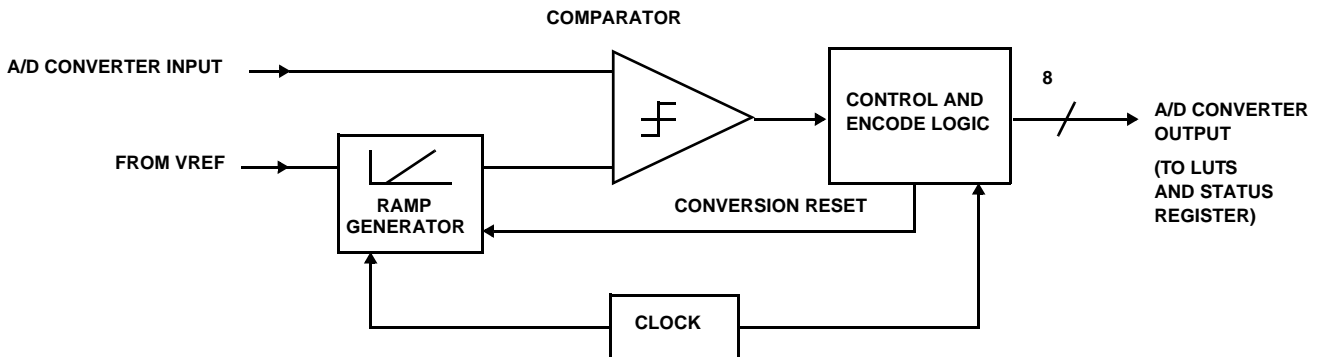 COMPARATOR
A/D CONVERTER INPUT
8
CONTROL AND
ENCODE LOGIC
A/D CONVERTER
OUTPUT
(TO LUTS
AND STATUS
REGISTER)
FROM VREF
RAMP
GENERATOR
CONVERSION RESET
CLOCK